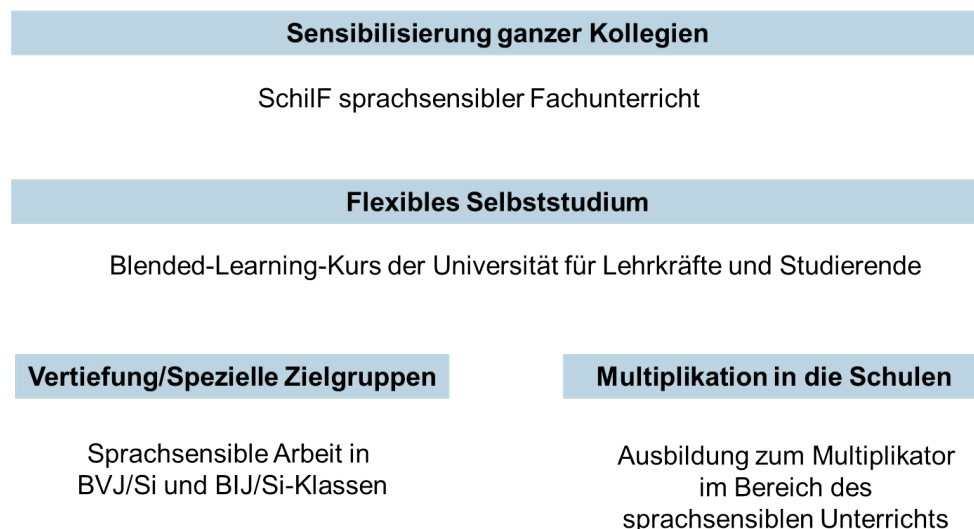 Sensibilisierung ganzer Kollegien
SchilF sprachsensibler Fachunterricht
Flexibles Selbststudium
Blended-Learning-Kurs der Universität für Lehrkräfte und Studierende
Vertiefung/Spezielle Zielgruppen
Sprachsensible Arbeit in
BVJ/Si und BIJ/Si-Klassen
Multiplikation in die Schulen
Ausbildung zum Multiplikator
im Bereich des
sprachsensiblen Unterrichts